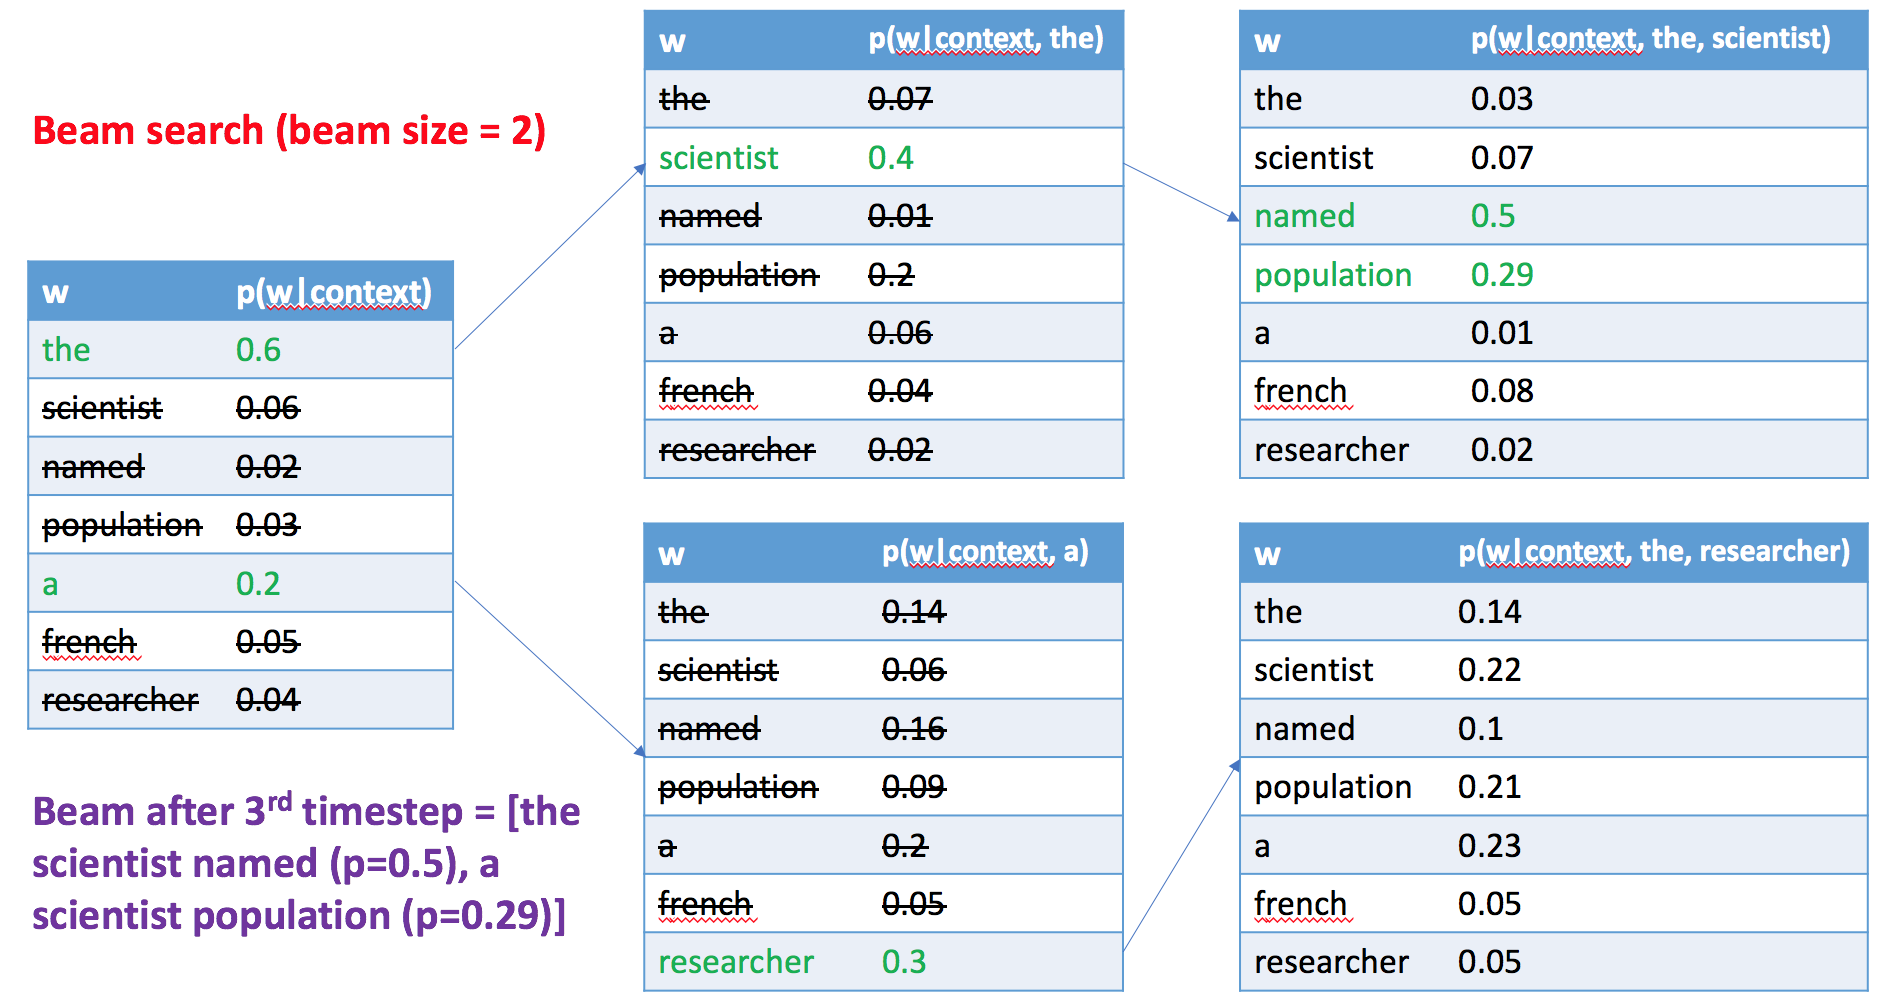 Beam search (beam size = 2)
w p(w|context)
the 0.6
scientist 0.06
named 0.02
population 0.03
a 0.2
french 0.05
researcher 0.04
w p(w|context, the)
the 0.07
scientist 0.4
named 0.01
population 0.2
a 0.06
french 0.04
researcher 0.02
w p(w|context, the, scientist)
the 0.03
scientist 0.07
named 0.5
population 0.29
a 0.01
french 0.08
researcher 0.02
w p(w|context, a)
the 0.14
scientist 0.06
named 0.16
population 0.09
a 0.2
french 0.05
researcher 0.3
w p(w|context, the, researcher)
the 0.14
scientist 0.22
named 0.1
population 0.21
a 0.23
french 0.05
researcher 0.05
Beam after 3rd timestep = [the
scientist named (p=0.5), a
scientist population (p=0.29)]